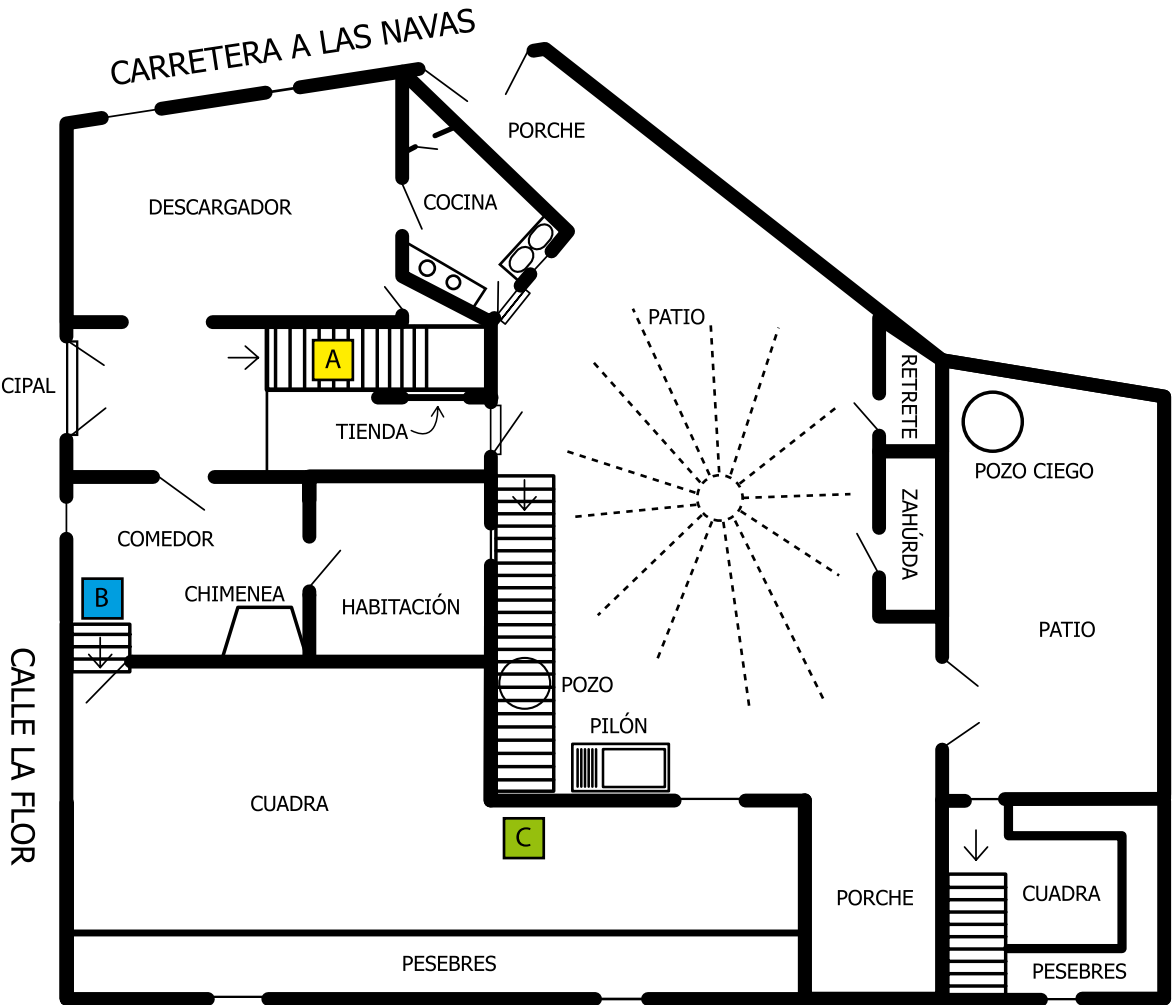 CARRETERA A LAS NAVAS
PORCHE
COCINA
DESCARGADOR
PATIO
A
CIPAL
RETRETE
TIENDA
POZO CIEGO
ZAHÚRDA
COMEDOR
B
CHIMENEA
HABITACIÓN
PATIO
CALLE LA FLOR
POZO
PILÓN
CUADRA
C
PORCHE
CUADRA
PESEBRES
PESEBRES